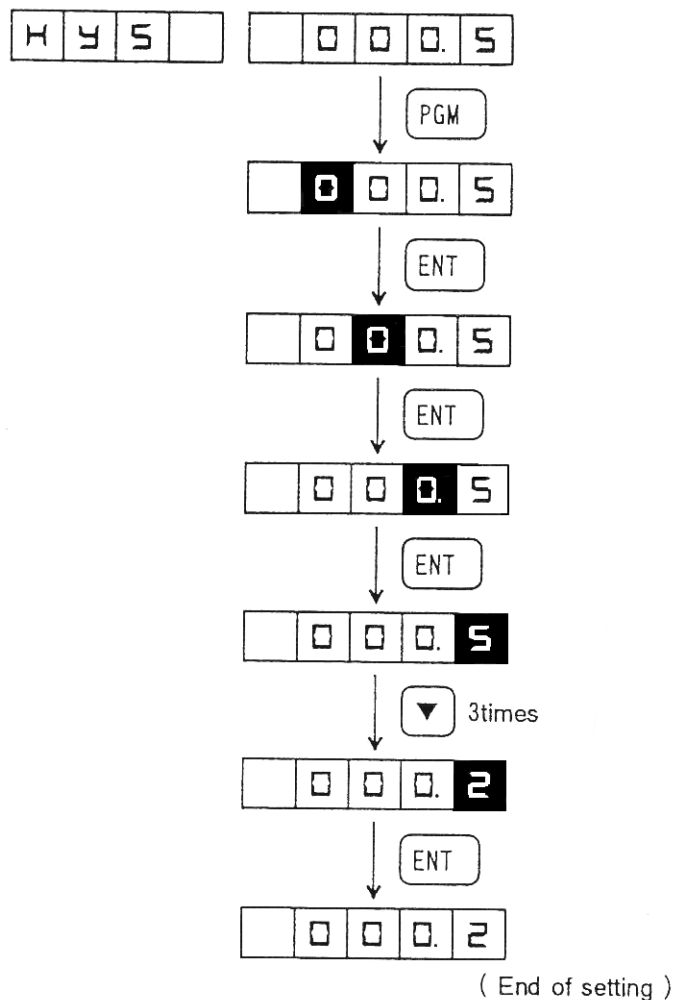 HYS 000.5
PGM
000.5
ENT
000.5
ENT
000.5
ENT
000.5
▼ 3times
000.2
ENT
000.2
( End of setting )